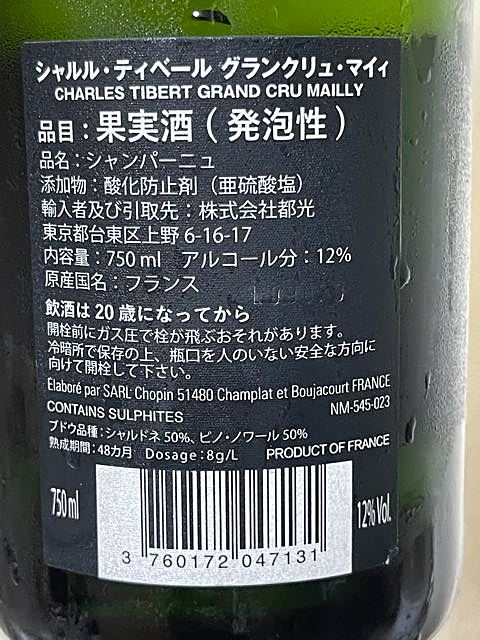 シャルル・ティベール グランクリュ・マイィ
CHARLES TIBERT GRAND CRU MAILLY
品目：果実酒（発泡性）
品名：シャンパーニュ
添加物：酸化防止剤（亜硫酸塩）
輸入者及び引取先：株式会社都光
東京都台東区上野 6-16-17
内容量：750 ml アルコール分：12%
原産国名：フランス
飲酒は20歳になってから
開栓前にガス圧で栓が飛ぶおそれがあります。
冷暗所で保存の上、瓶口を人のいない安全な方向に
向けて開栓して下さい。
Élaboré par SARL Chopin 51480 Champlat et Boujacourt FRANCE
CONTAINS SULPHITES NM-545-023
ブドウ品種：シャルドネ 50%、ピノ・ノワール 50%
熟成期間：48カ月 Dosage：8g/L PRODUCT OF FRANCE
750 ml
12% Vol.
3 760172 047131